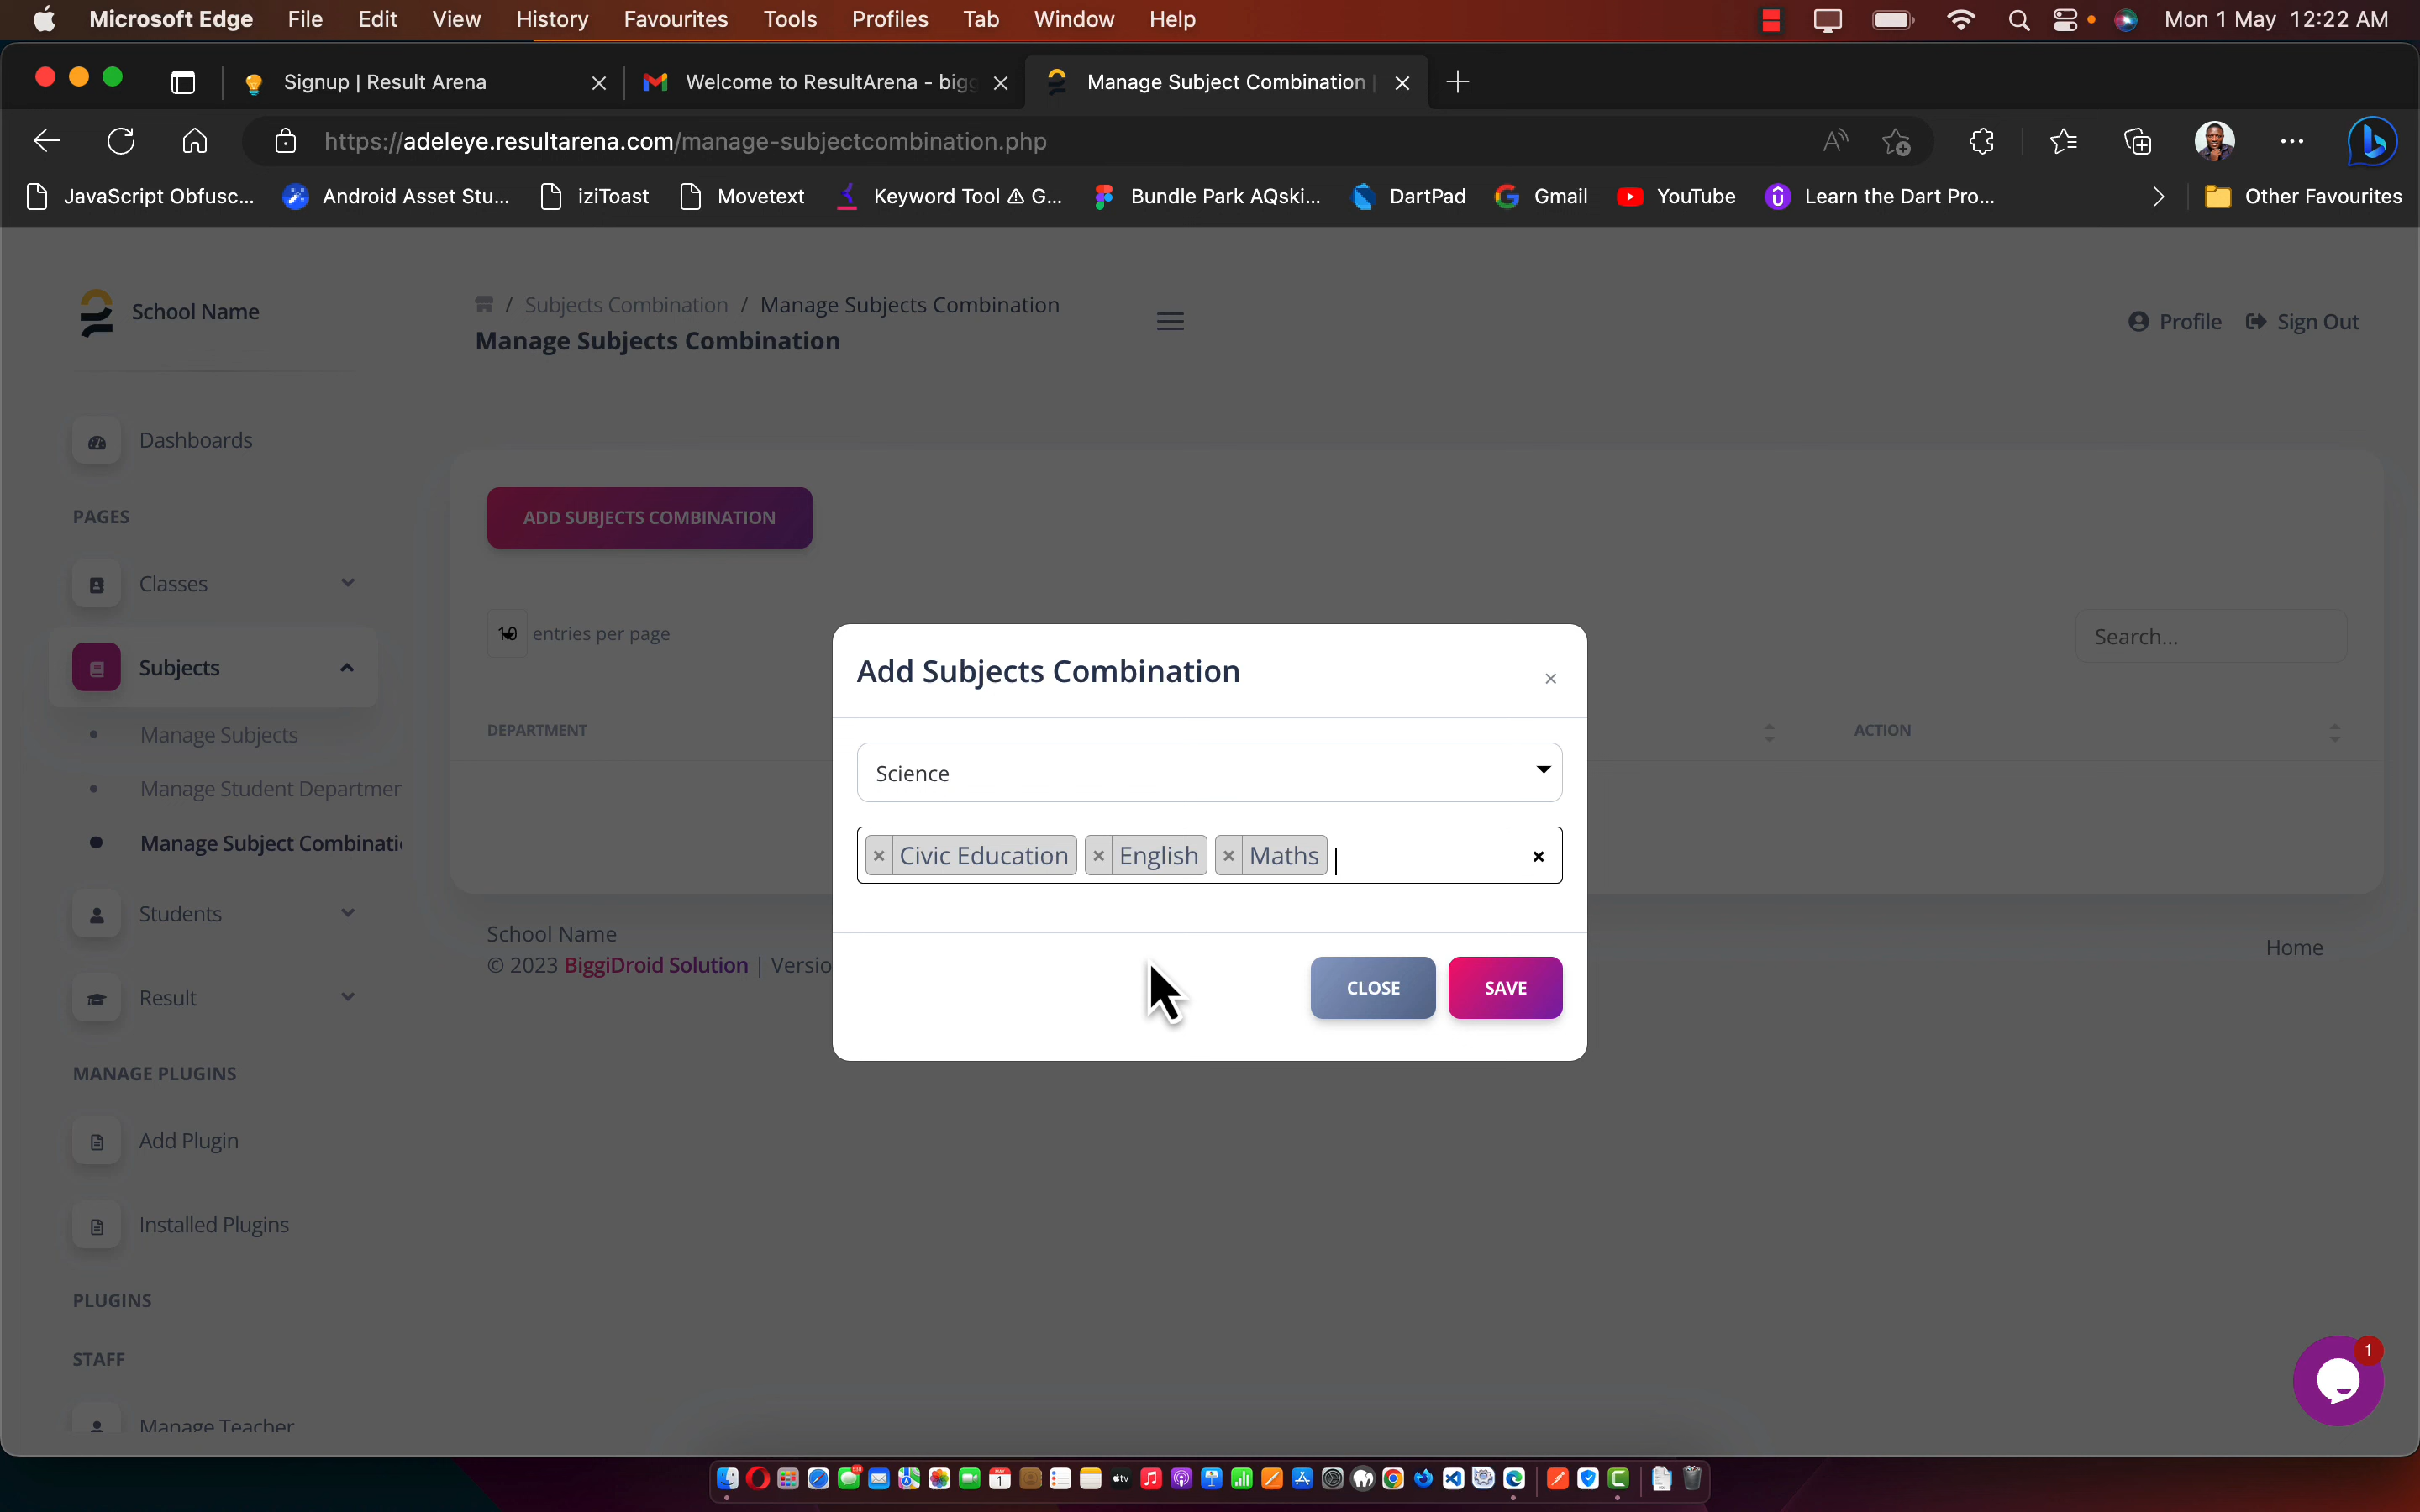 Microsoft Edge File Edit View History Favourites Tools Profiles Tab Window Help Mon 1 May 12:22 AM
Signup | Result Arena Welcome to ResultArena - bigg Manage Subject Combination |
https://adeleye.resultarena.com/manage-subjectcombination.php
JavaScript Obfusc... Android Asset Stu... iziToast Movetext Keyword Tool ⚠ G... Bundle Park AQski... DartPad Gmail YouTube Learn the Dart Pro... Other Favourites
School Name
/ Subjects Combination / Manage Subjects Combination
Manage Subjects Combination
Profile Sign Out
Dashboards
PAGES
Classes
Subjects
Manage Subjects
Manage Student Departmen
Manage Subject Combinatio
Students
Result
MANAGE PLUGINS
Add Plugin
Installed Plugins
PLUGINS
STAFF
Manage Teacher
ADD SUBJECTS COMBINATION
10 entries per page
Search...
DEPARTMENT
ACTION
Add Subjects Combination
×
Science
× Civic Education × English × Maths ×
CLOSE SAVE
School Name
© 2023 BiggiDroid Solution | Versio
Home
1